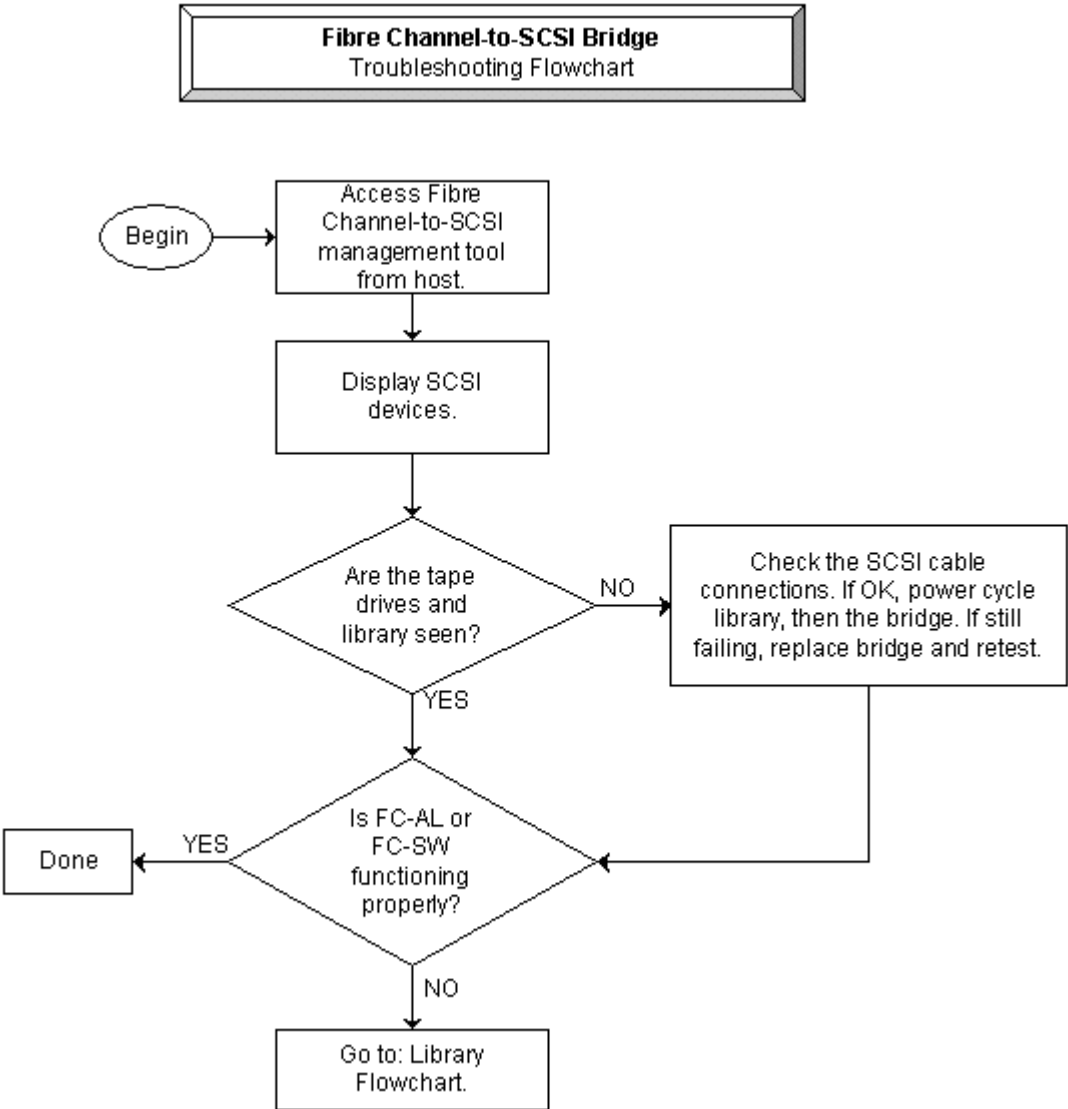 Fibre Channel-to-SCSI Bridge
Troubleshooting Flowchart
Begin
Access Fibre
Channel-to-SCSI
management tool
from host.
Display SCSI
devices.
Are the tape
drives and
library seen?
NO
Check the SCSI cable
connections. If OK, power cycle
library, then the bridge. If still
failing, replace bridge and retest.
YES
Is FC-AL or
FC-SW
functioning
properly?
YES
Done
NO
Go to: Library
Flowchart.